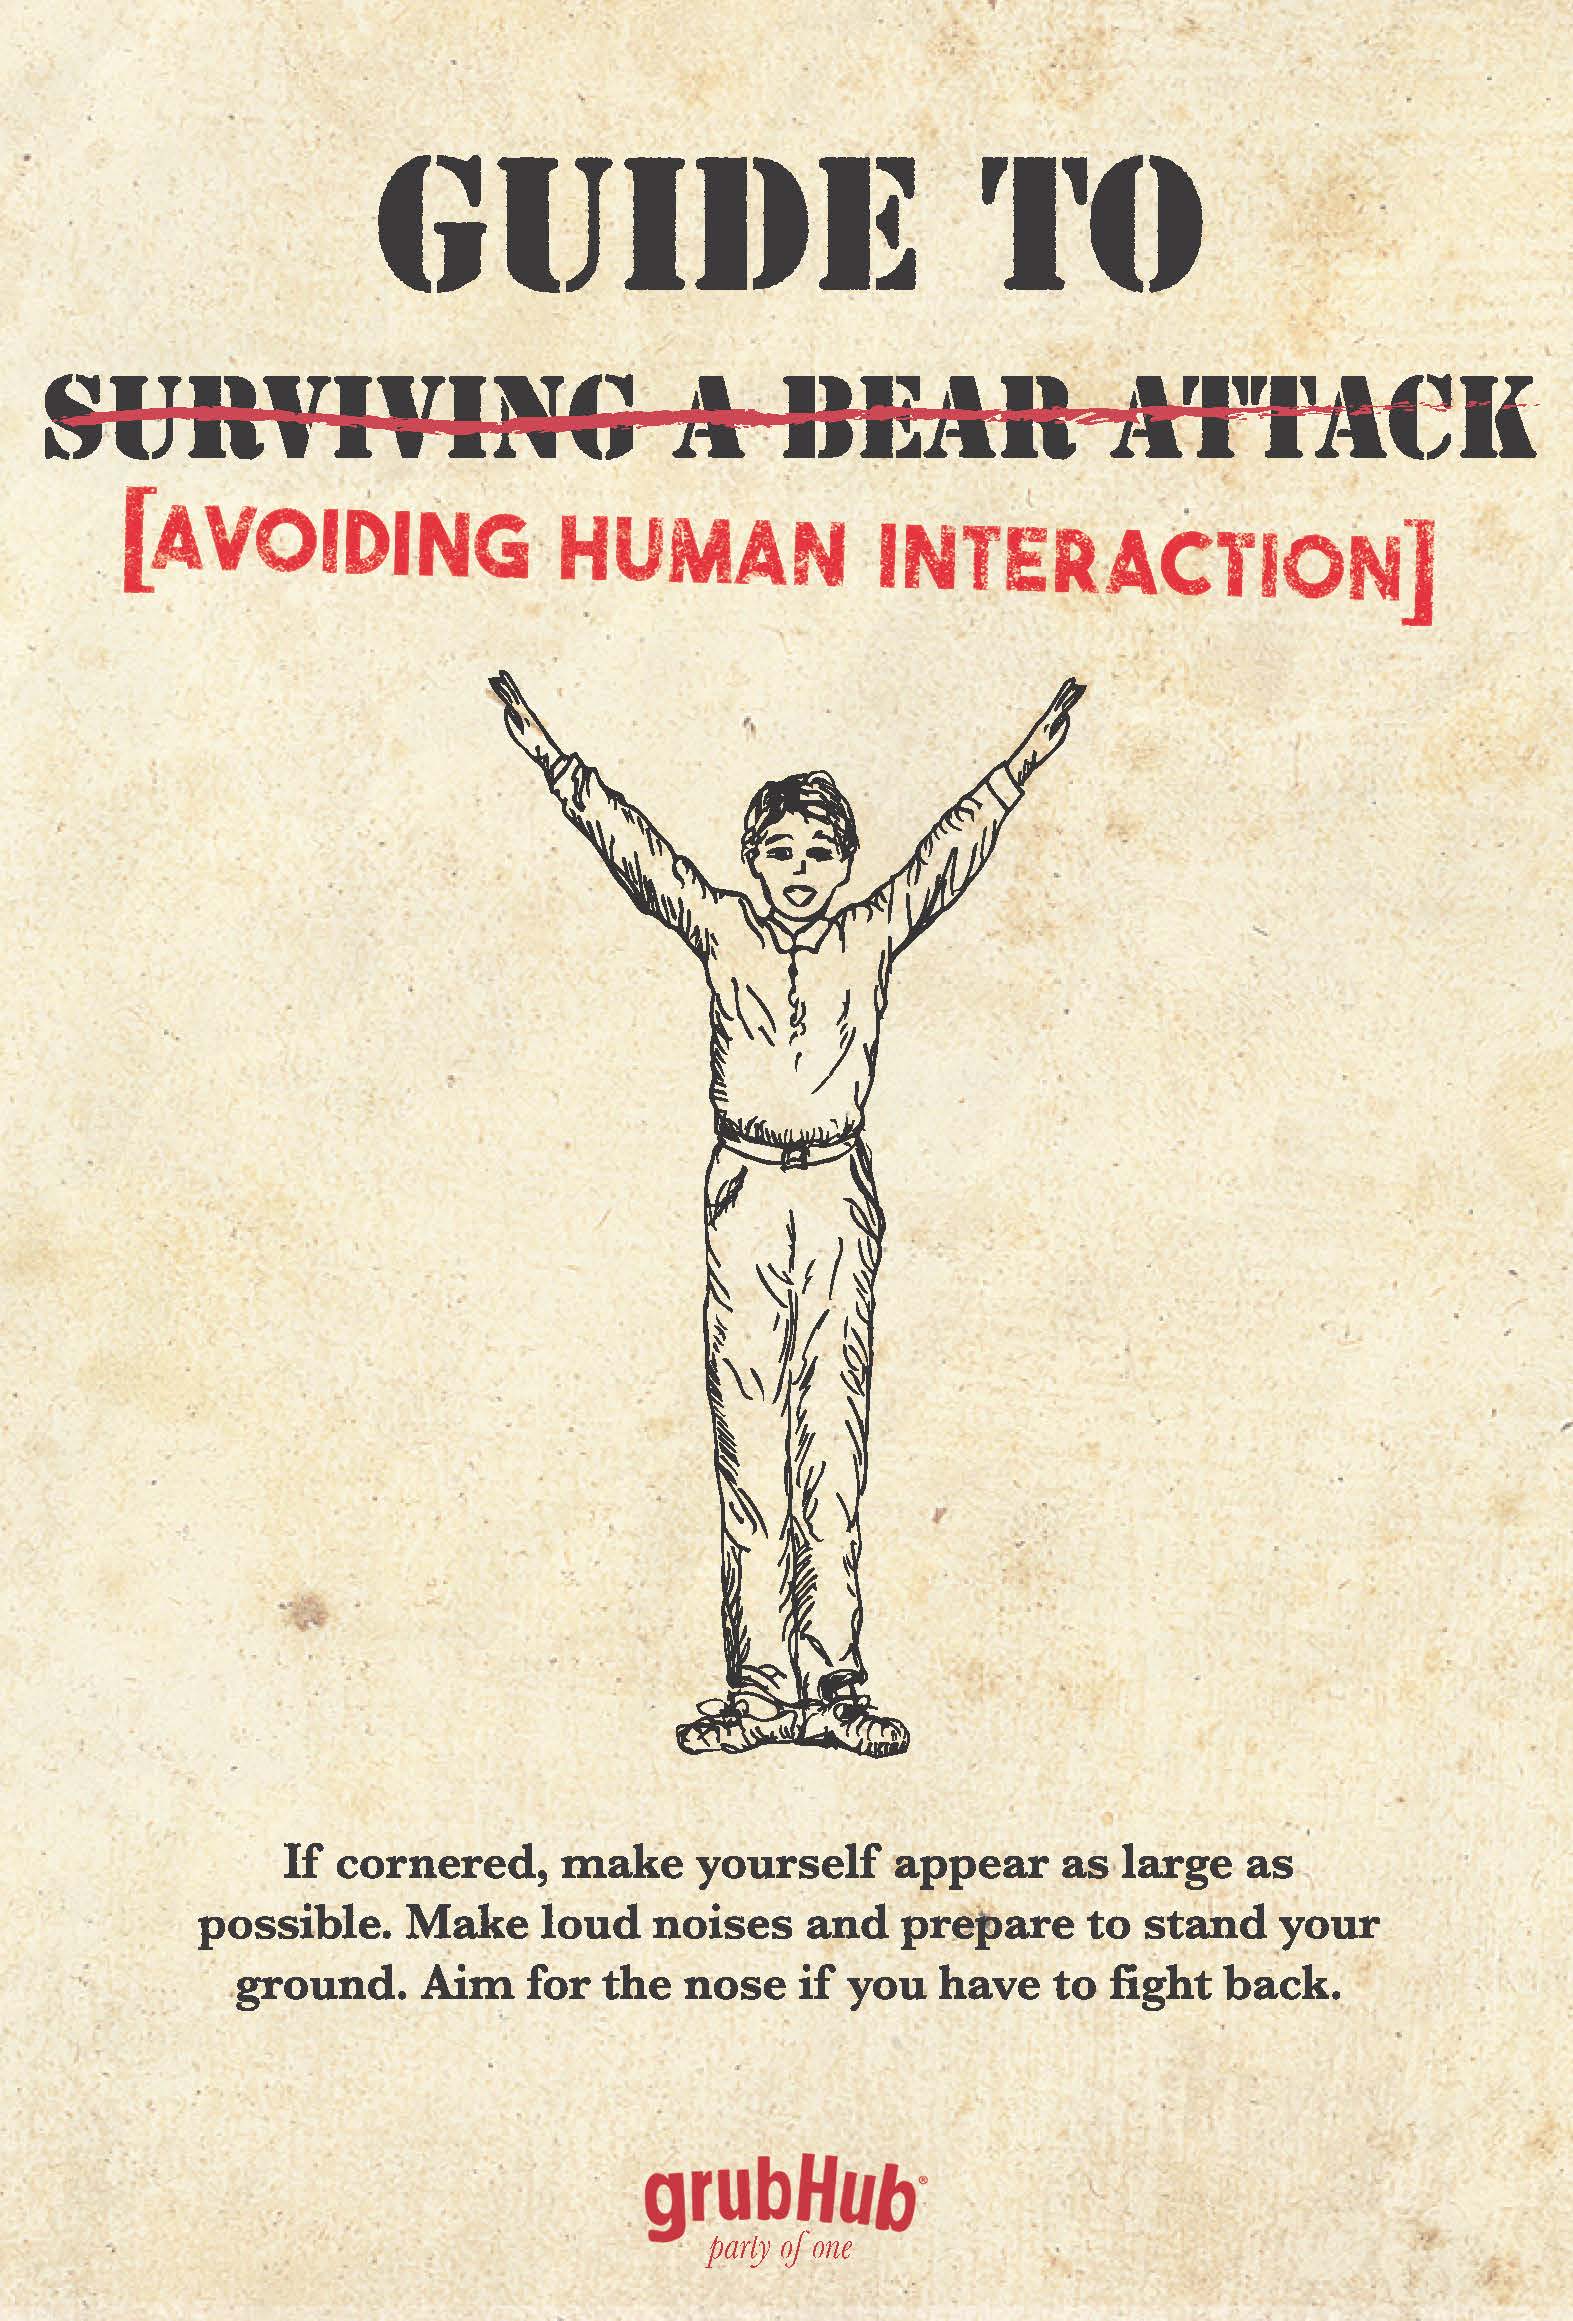 GUIDE TO
SURVIVING A BEAR ATTACK
[AVOIDING HUMAN INTERACTION]
If cornered, make yourself appear as large as
possible. Make loud noises and prepare to stand your
ground. Aim for the nose if you have to fight back.
grubHub®
party of one